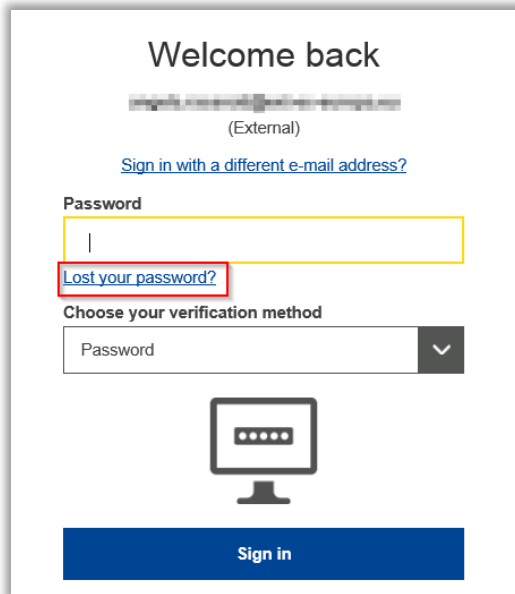 Welcome back
(External)
Sign in with a different e-mail address?
Password
Lost your password?
Choose your verification method
Password
Sign in